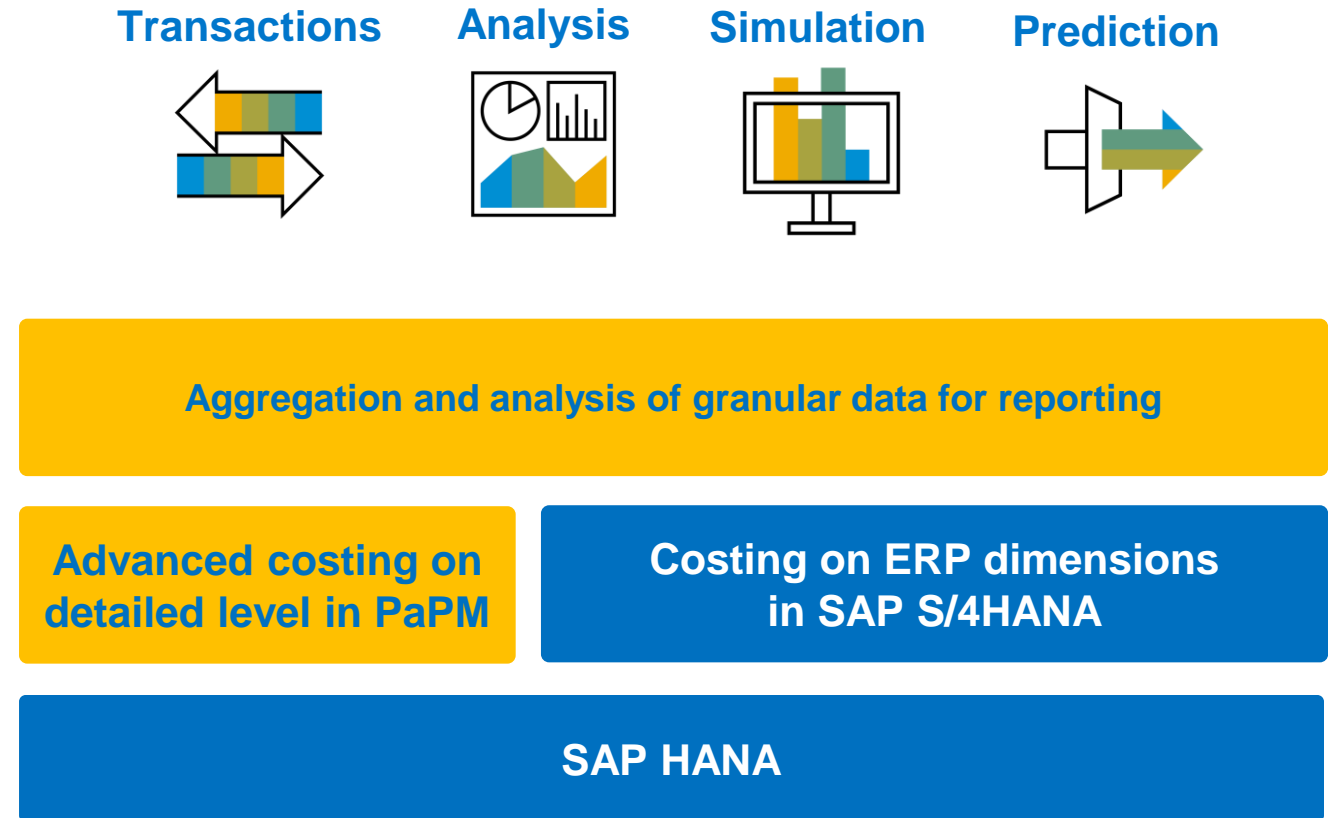 Transactions
Analysis
Simulation
Prediction
Aggregation and analysis of granular data for reporting
Advanced costing on
detailed level in PaPM
Costing on ERP dimensions
in SAP S/4HANA
SAP HANA